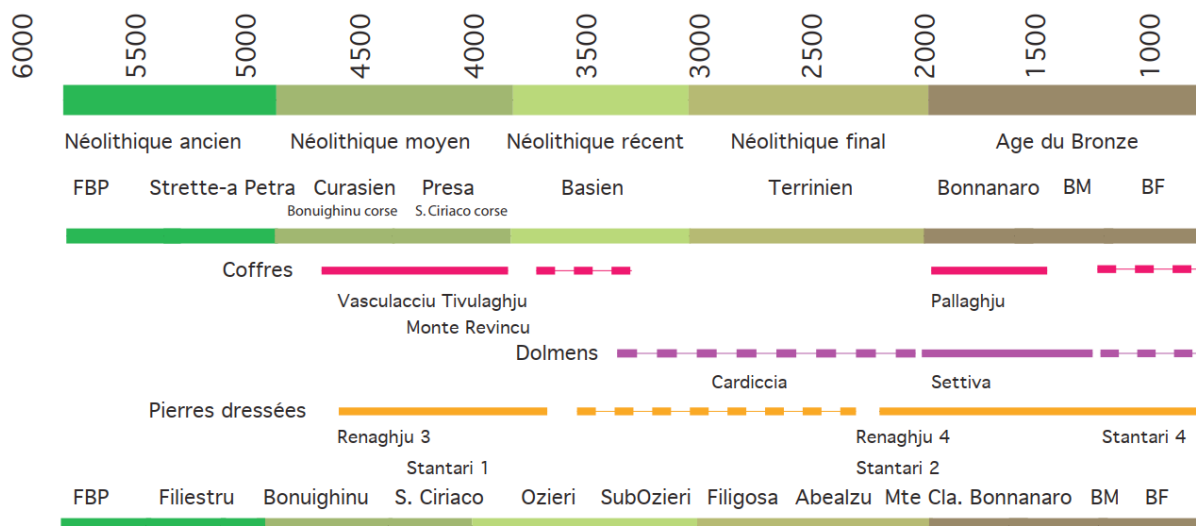 6000 5500 5000 4500 4000 3500 3000 2500 2000 1500 1000
Néolithique ancien Néolithique moyen Néolithique récent Néolithique final Age du Bronze
FBP Strette-a Petra Curasien Presa Basien Terrinien Bonnanaro BM BF
Bonuighinu corse S. Ciriaco corse
Coffres
Vasculacciu Tivulaghju Pallaghju
Monte Revincu
Dolmens
Cardiccia Settiva
Pierres dressées
Renaghju 3 Renaghju 4 Stantari 4
Stantari 1 Stantari 2
FBP Filiestru Bonuighinu S. Ciriaco Ozieri SubOzieri Filigosa Abealzu Mte Cla. Bonnanaro BM BF